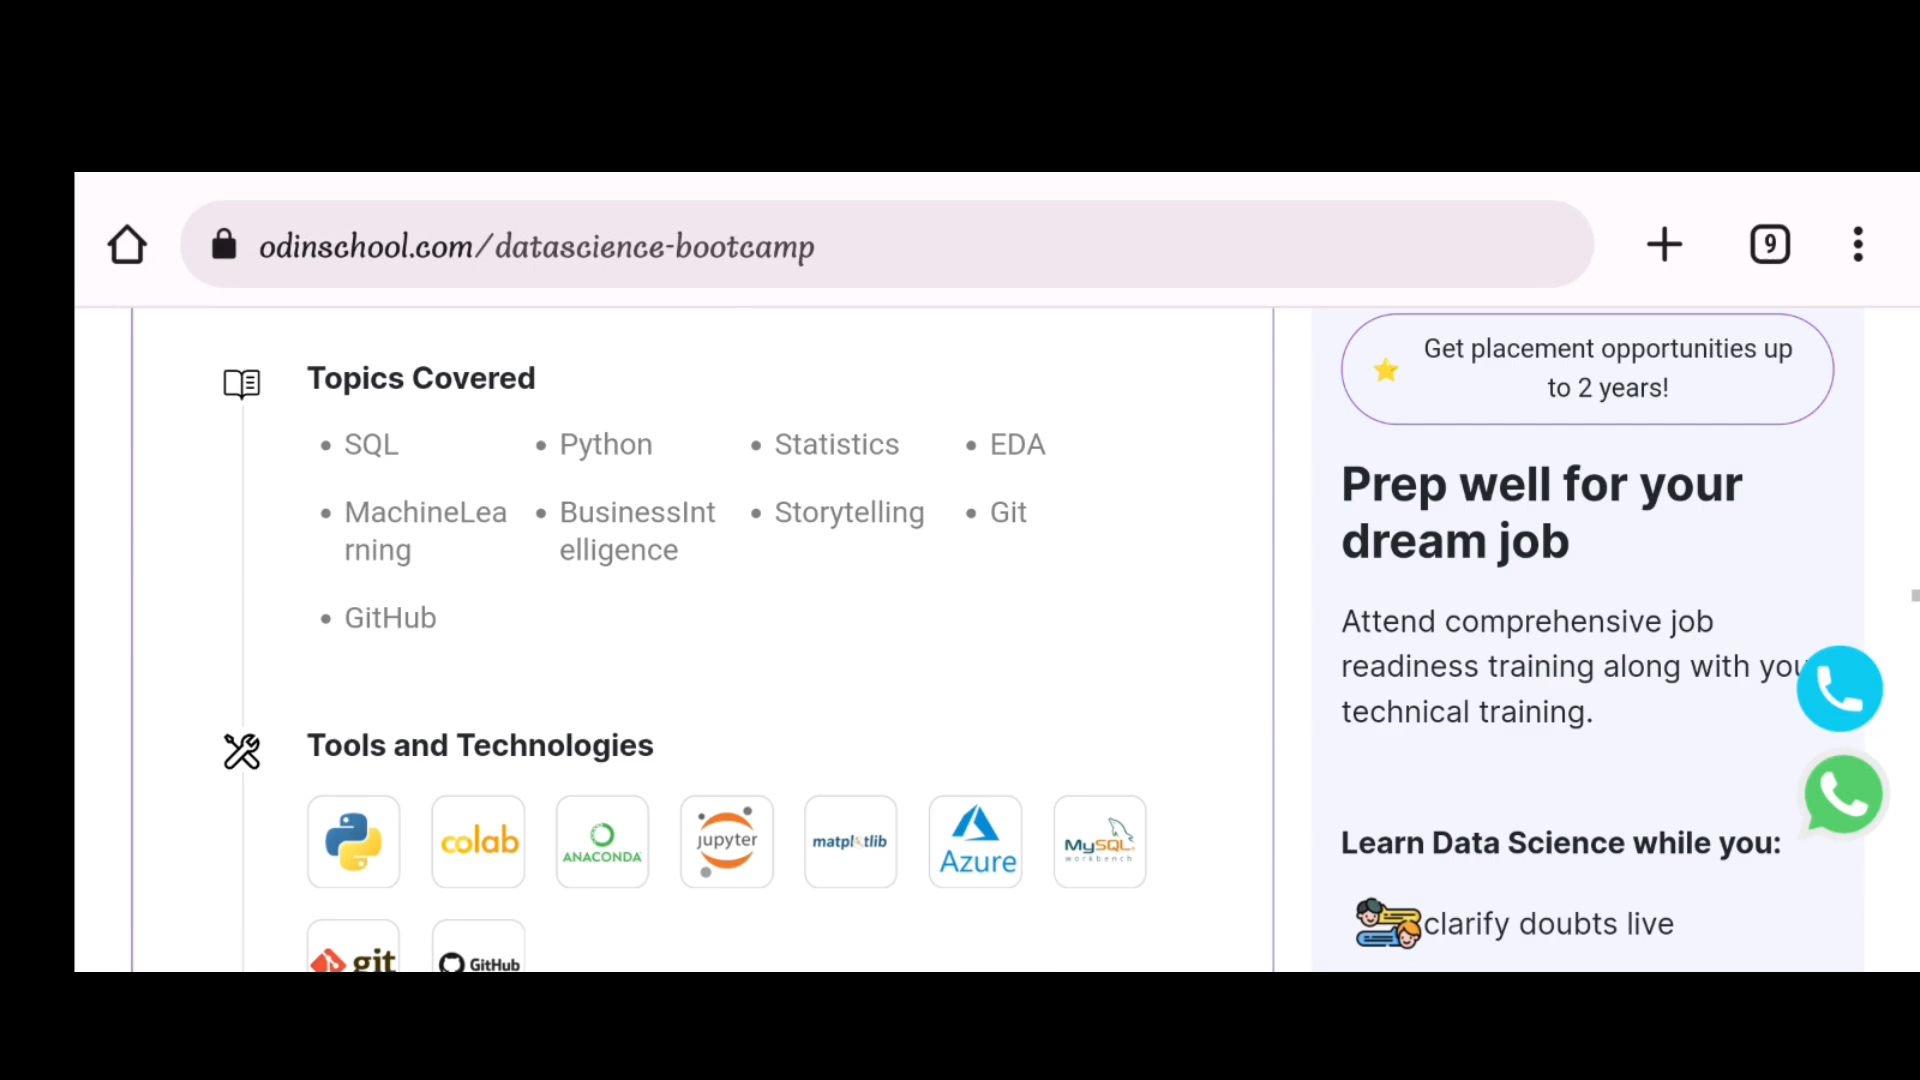 odinschool.com/datascience-bootcamp
9
Topics Covered
SQL
Python
Statistics
EDA
MachineLea
rning
BusinessInt
elligence
Storytelling
Git
GitHub
Tools and Technologies
colab
ANACONDA
jupyter
matplotlib
Azure
MySQL
workbench
git
GitHub
Get placement opportunities up
to 2 years!
Prep well for your
dream job
Attend comprehensive job
readiness training along with you
technical training.
Learn Data Science while you:
clarify doubts live